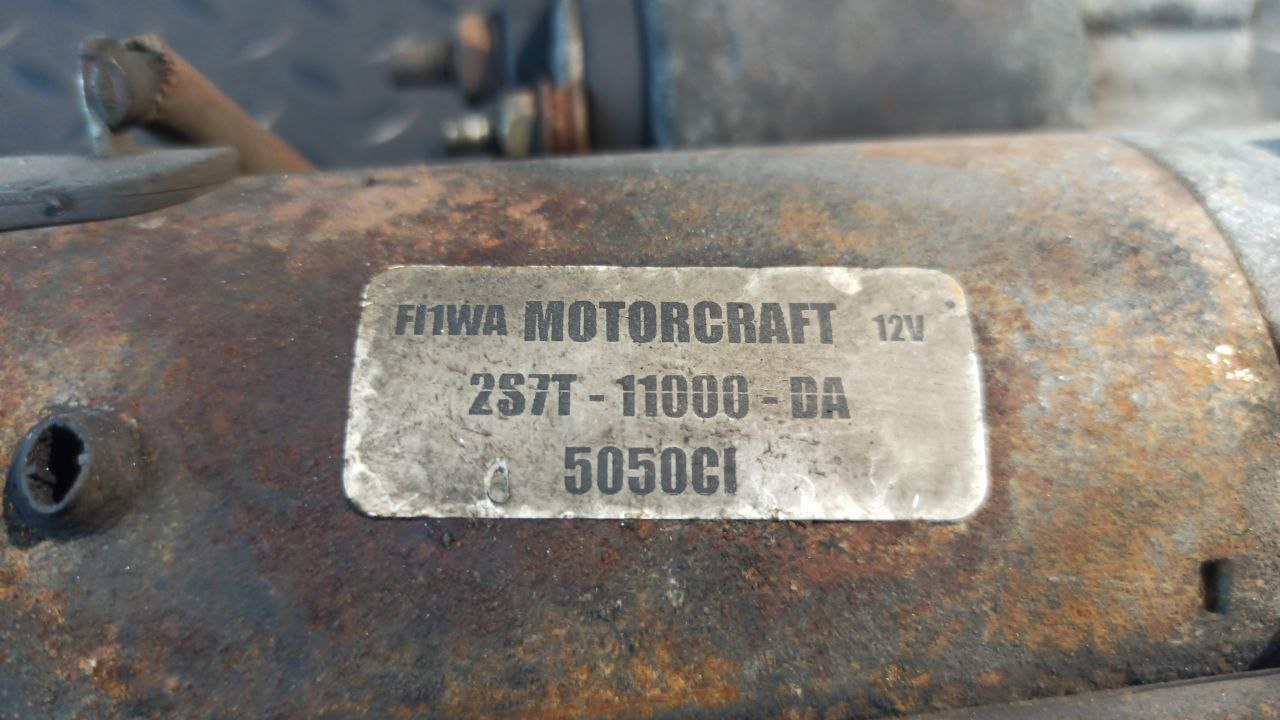 FI1WA MOTORCRAFT 12V
2S7T - 11000 - DA
5050CI